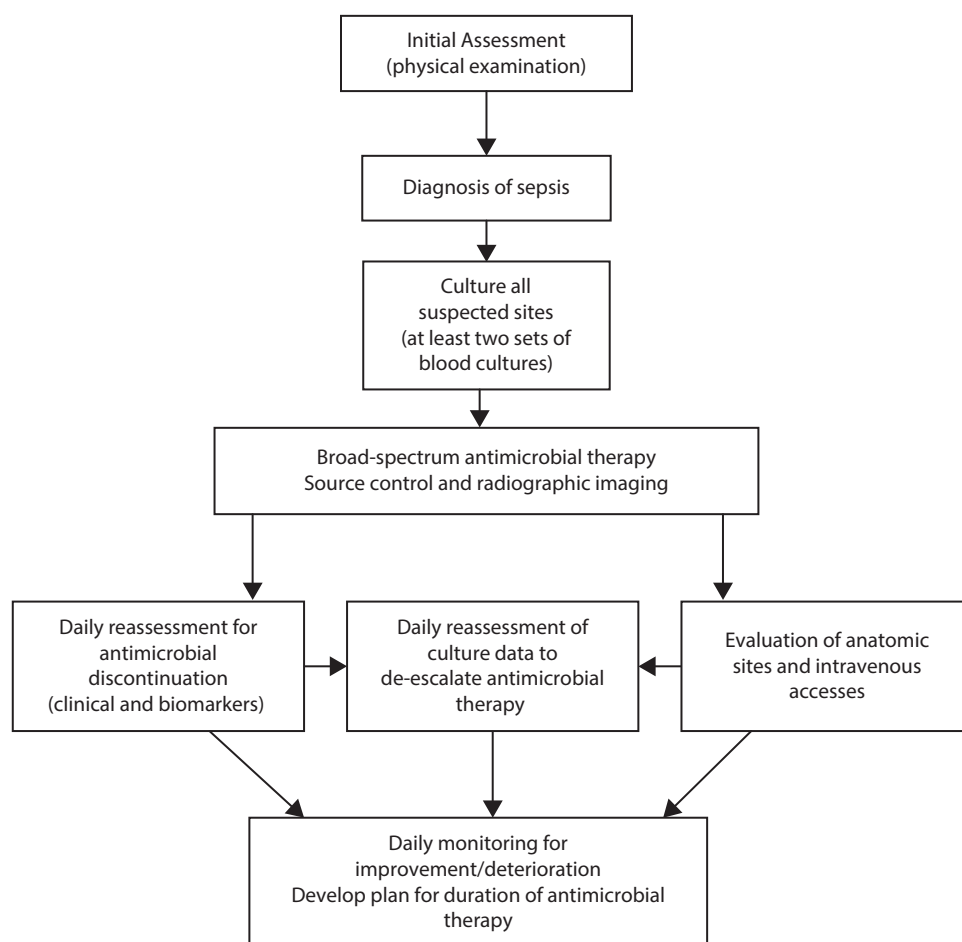 Initial Assessment
(physical examination)
Diagnosis of sepsis
Culture all
suspected sites
(at least two sets of
blood cultures)
Broad-spectrum antimicrobial therapy
Source control and radiographic imaging
Daily reassessment for
antimicrobial
discontinuation
(clinical and biomarkers)
Daily reassessment of
culture data to
de-escalate antimicrobial
therapy
Evaluation of anatomic
sites and intravenous
accesses
Daily monitoring for
improvement/deterioration
Develop plan for duration of antimicrobial
therapy